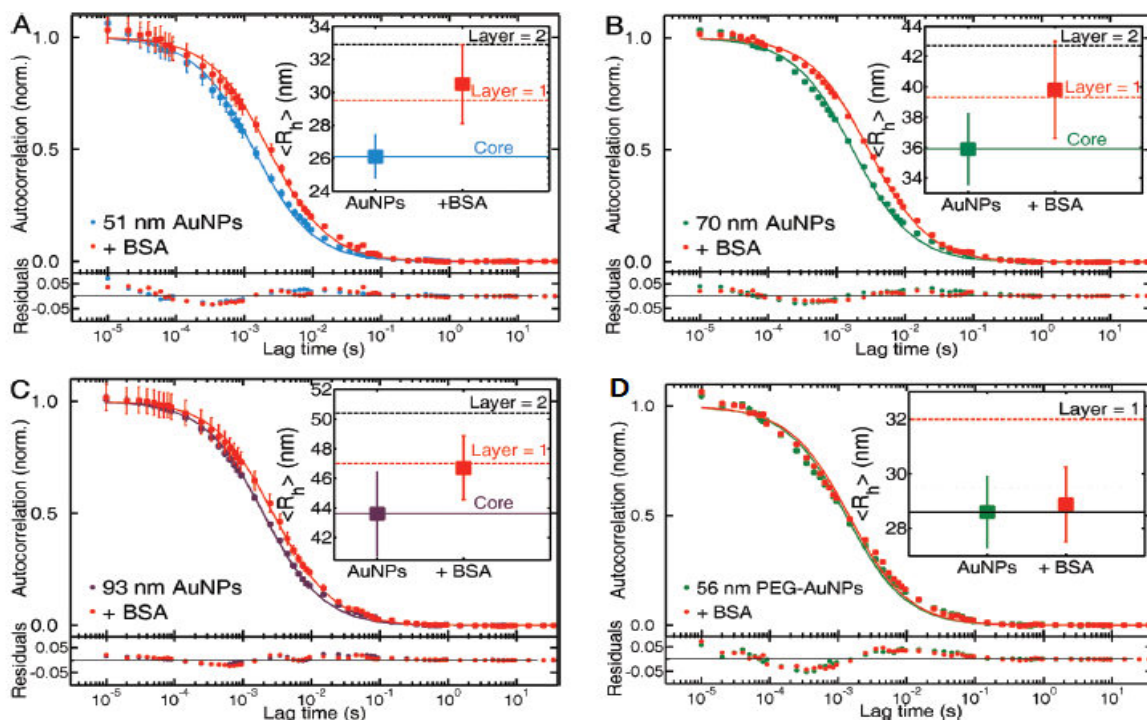 A
Autocorrelation (norm.)
1.0
0.5
0.0
51 nm AuNPs
+ BSA
<R_h> (nm)
34
32
30
28
26
24
Layer = 2
Layer = 1
Core
AuNPs
+BSA
Residuals
0.05
-0.05
10^-5
10^-4
10^-3
10^-2
10^-1
10^0
10^1
Lag time (s)
B
Autocorrelation (norm.)
1.0
0.5
0.0
70 nm AuNPs
+ BSA
<R_h> (nm)
44
42
40
38
36
34
Layer = 2
Layer = 1
Core
AuNPs
+ BSA
Residuals
0.05
-0.05
10^-5
10^-4
10^-3
10^-2
10^-1
10^0
10^1
Lag time (s)
C
Autocorrelation (norm.)
1.0
0.5
0.0
93 nm AuNPs
+ BSA
<R_h> (nm)
52
50
48
46
44
42
Layer = 2
Layer = 1
Core
AuNPs
+ BSA
Residuals
0.05
-0.05
10^-5
10^-4
10^-3
10^-2
10^-1
10^0
10^1
Lag time (s)
D
Autocorrelation (norm.)
1.0
0.5
0.0
56 nm PEG-AuNPs
+ BSA
<R_h> (nm)
32
30
28
Layer = 1
AuNPs
+ BSA
Residuals
0.05
-0.05
10^-5
10^-4
10^-3
10^-2
10^-1
10^0
10^1
Lag time (s)